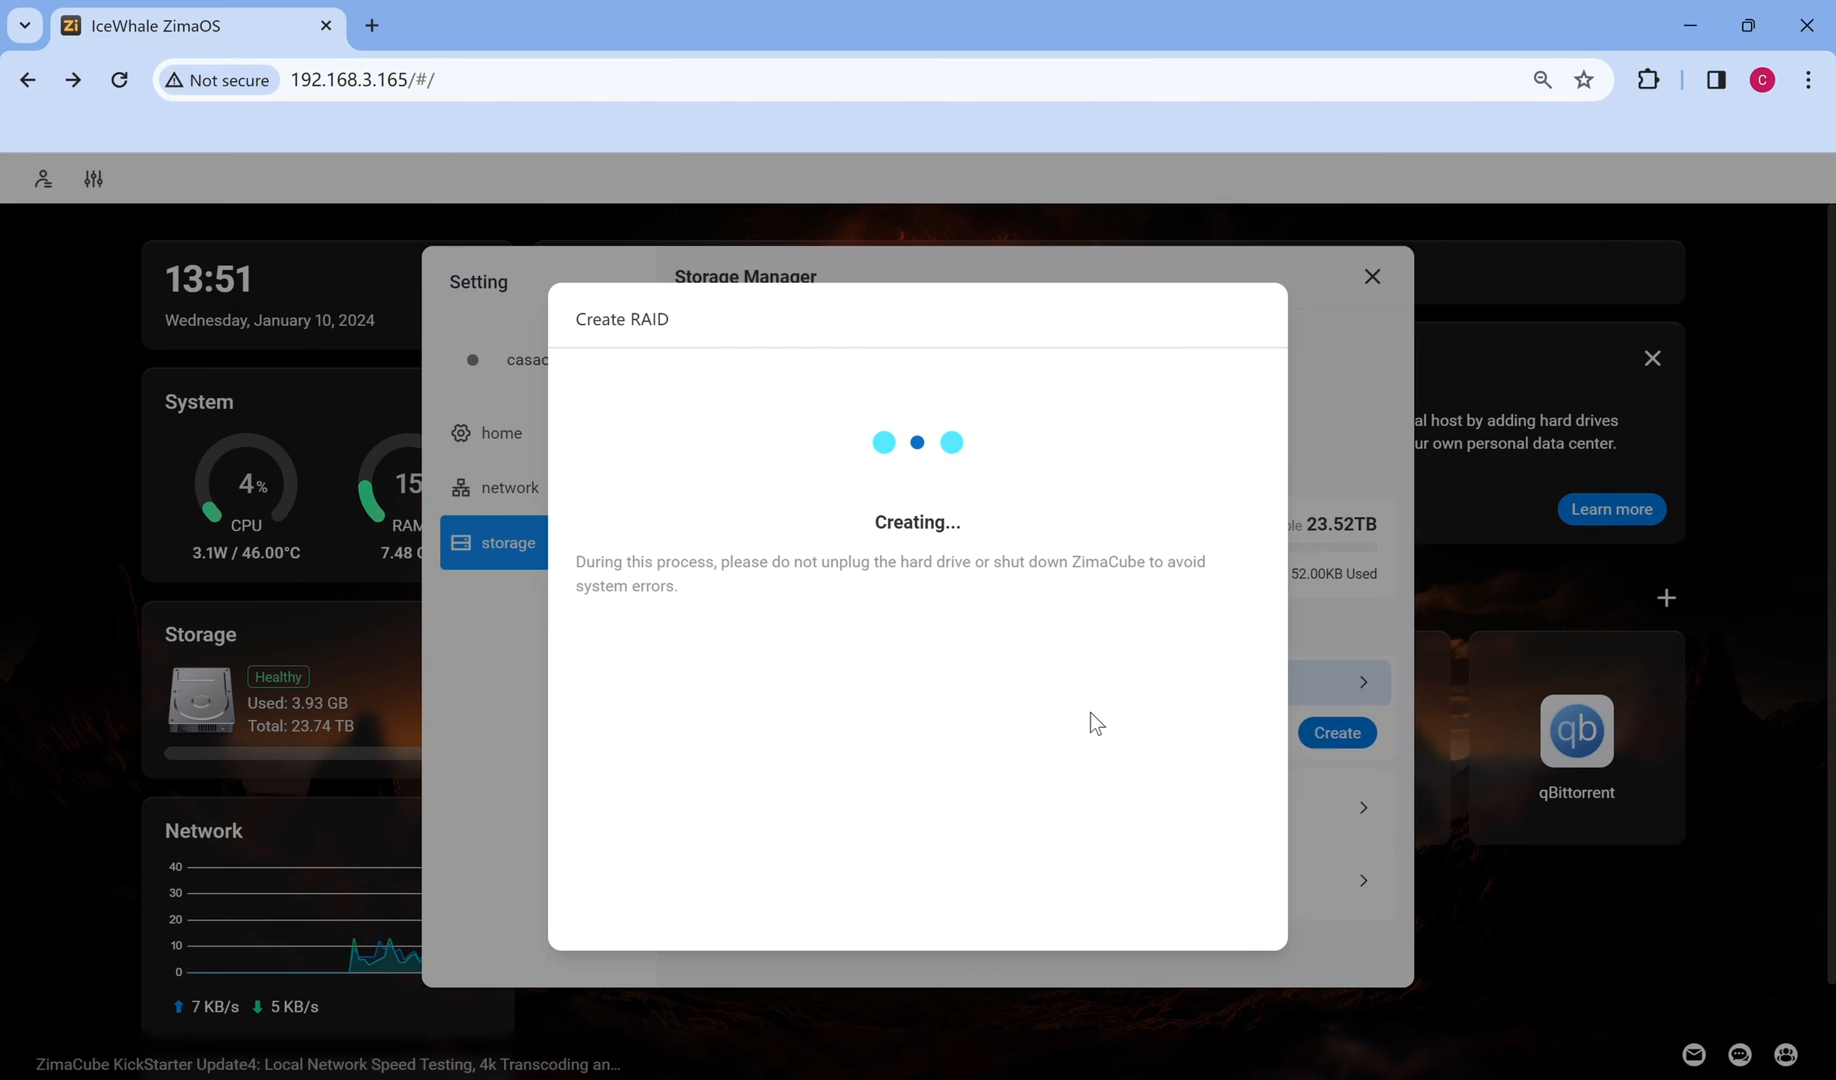 Zi IceWhale ZimaOS
Not secure 192.168.3.165/#/
C
13:51
Wednesday, January 10, 2024
System
4%
CPU
3.1W / 46.00°C
15
RAM
7.48
Storage
Healthy
Used: 3.93 GB
Total: 23.74 TB
Network
40
30
20
10
0
7 KB/s 5 KB/s
Setting
casao
home
network
storage
Storage Manager
Create RAID
Creating...
During this process, please do not unplug the hard drive or shut down ZimaCube to avoid
system errors.
ble 23.52TB
52.00KB Used
Create
al host by adding hard drives
ur own personal data center.
Learn more
qb
qBittorrent
ZimaCube KickStarter Update4: Local Network Speed Testing, 4k Transcoding an...